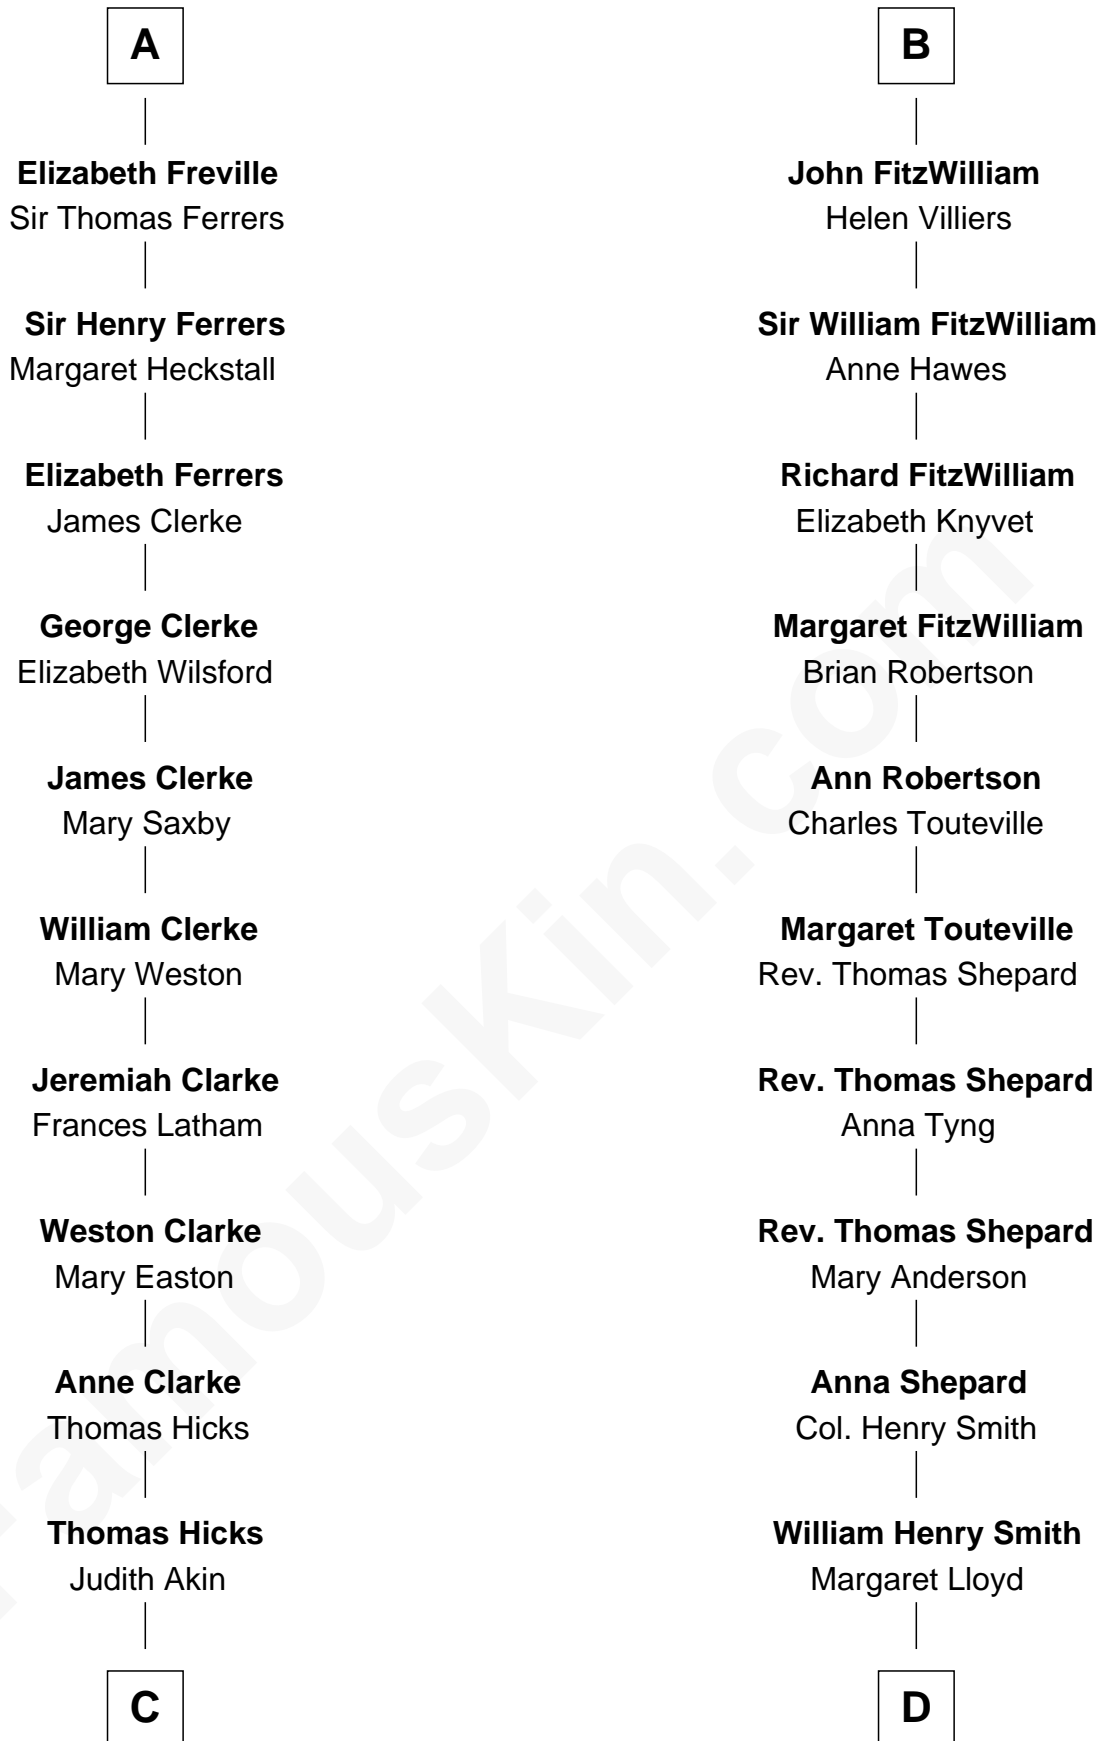 A
Elizabeth Freville
Sir Thomas Ferrers
Sir Henry Ferrers
Margaret Heckstall
Elizabeth Ferrers
James Clerke
George Clerke
Elizabeth Wilsford
James Clerke
Mary Saxby
William Clerke
Mary Weston
Jeremiah Clarke
Frances Latham
Weston Clarke
Mary Easton
Anne Clarke
Thomas Hicks
Thomas Hicks
Judith Akin
C
B
John FitzWilliam
Helen Villiers
Sir William FitzWilliam
Anne Hawes
Richard FitzWilliam
Elizabeth Knyvet
Margaret FitzWilliam
Brian Robertson
Ann Robertson
Charles Touteville
Margaret Touteville
Rev. Thomas Shepard
Rev. Thomas Shepard
Anna Tyng
Rev. Thomas Shepard
Mary Anderson
Anna Shepard
Col. Henry Smith
William Henry Smith
Margaret Lloyd
D
FamousKin.com